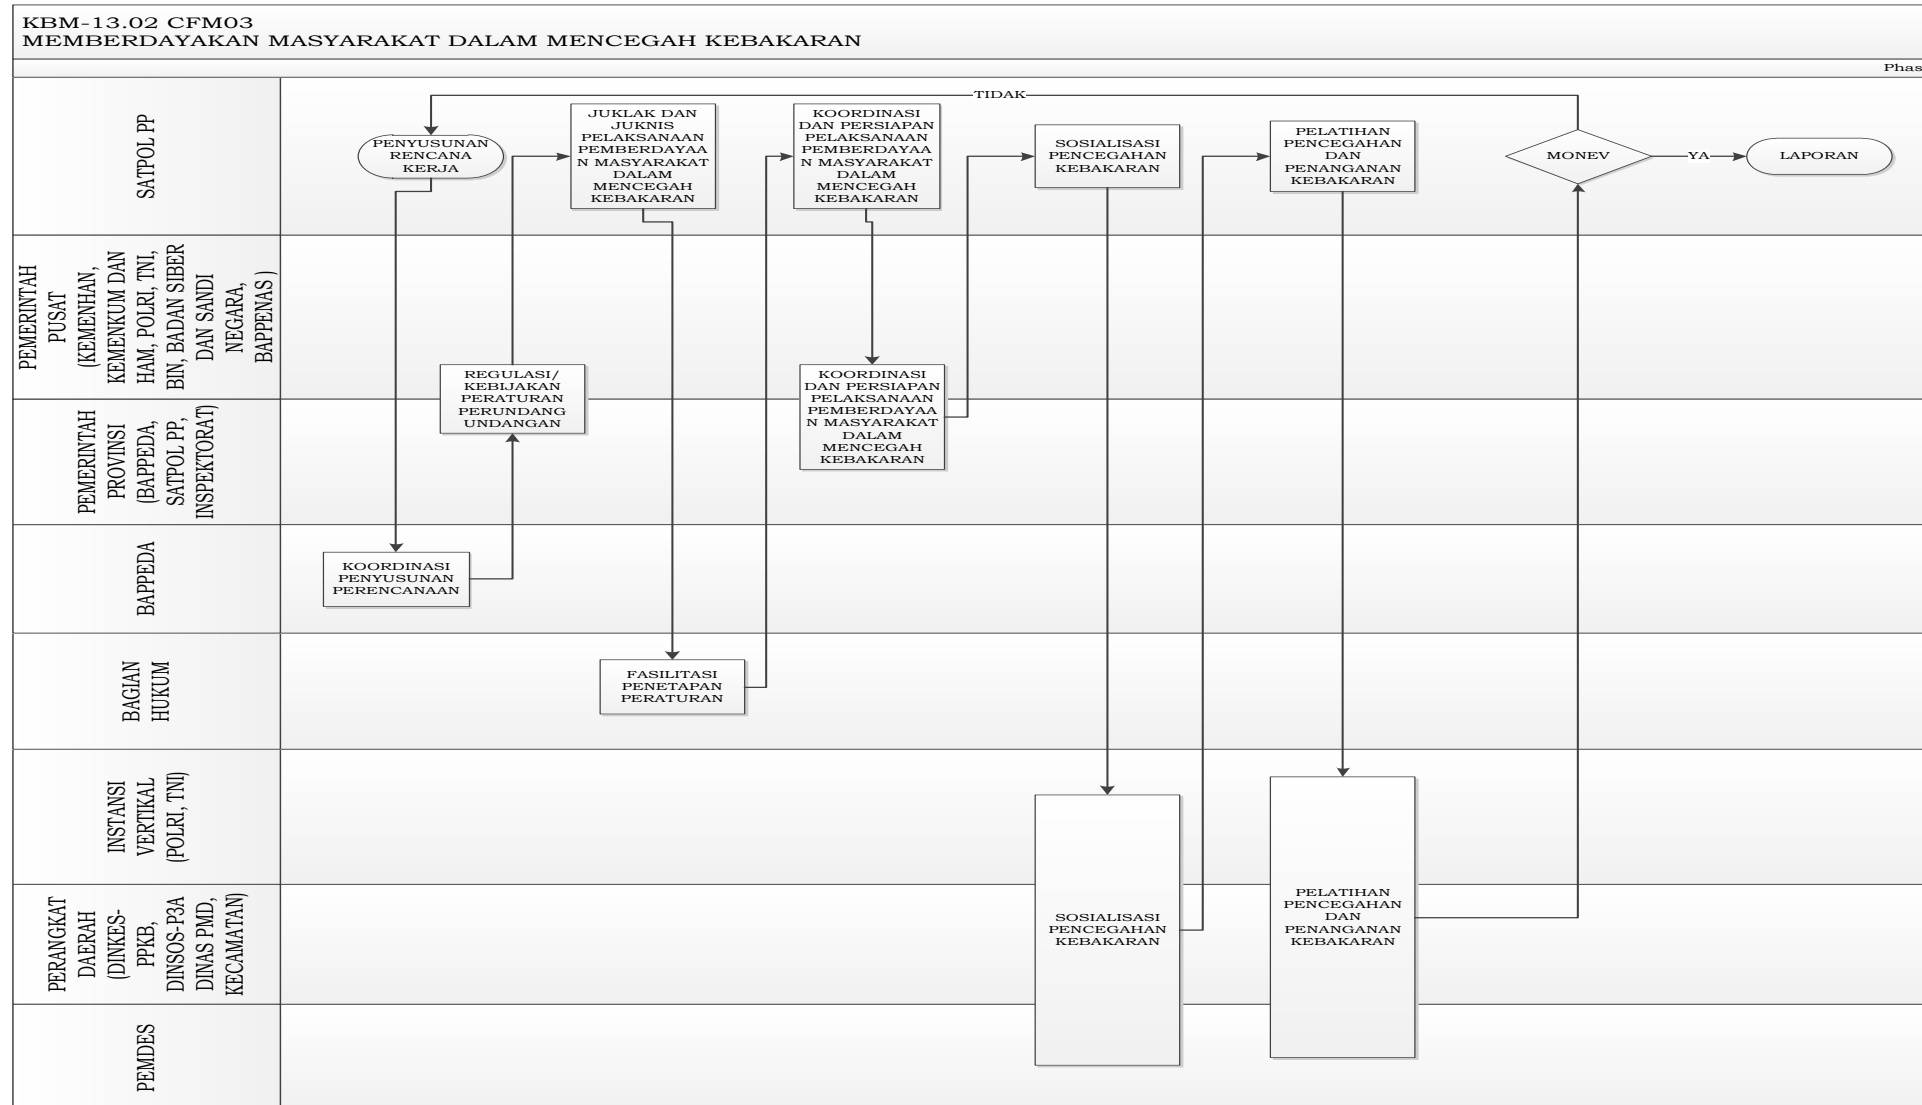 KBM-13.02 CFM03
MEMBERDAYAKAN MASYARAKAT DALAM MENCEGAH KEBAKARAN
Phas
SATPOL PP
PENYUSUNAN
RENCANA
KERJA
JUKLAK DAN
JUKNIS
PELAKSANAAN
PEMBERDAYAA
N MASYARAKAT
DALAM
MENCEGAH
KEBAKARAN
KOORDINASI
DAN PERSIAPAN
PELAKSANAAN
PEMBERDAYAA
N MASYARAKAT
DALAM
MENCEGAH
KEBAKARAN
TIDAK
SOSIALISASI
PENCEGAHAN
KEBAKARAN
PELATIHAN
PENCEGAHAN
DAN
PENANGANAN
KEBAKARAN
MONEV
YA
LAPORAN
PEMERINTAH
PUSAT
(KEMENHAN,
KEMENKUM DAN
HAM, POLRI, TNI,
BIN, BADAN SIBER
DAN SANDI
NEGARA,
BAPPENAS )
REGULASI/
KEBIJAKAN
PERATURAN
PERUNDANG
UNDANGAN
KOORDINASI
DAN PERSIAPAN
PELAKSANAAN
PEMBERDAYAA
N MASYARAKAT
DALAM
MENCEGAH
KEBAKARAN
PEMERINTAH
PROVINSI
(BAPPEDA,
SATPOL PP,
INSPEKTORAT)
BAPPEDA
KOORDINASI
PENYUSUNAN
PERENCANAAN
BAGIAN
HUKUM
FASILITASI
PENETAPAN
PERATURAN
INSTANSI
VERTIKAL
(POLRI, TNI)
PERANGKAT
DAERAH
(DINKES-
PPKB,
DINSOS-P3A
DINAS PMD,
KECAMATAN)
SOSIALISASI
PENCEGAHAN
KEBAKARAN
PELATIHAN
PENCEGAHAN
DAN
PENANGANAN
KEBAKARAN
PEMDES